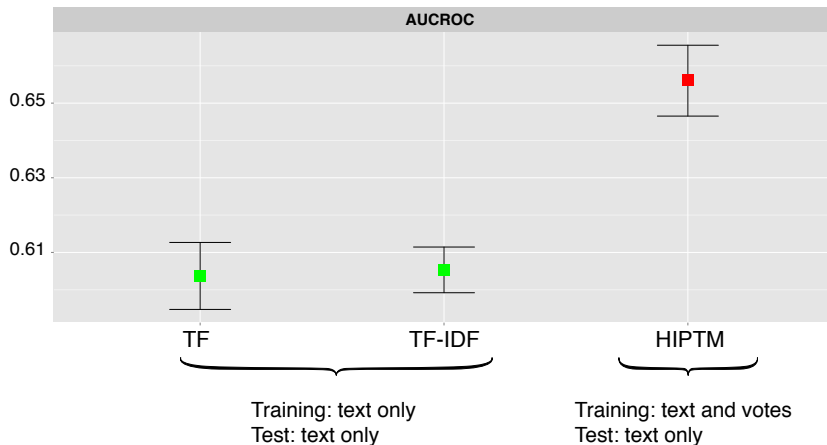 AUCROC
0.65
0.63
0.61
TF TF-IDF HIPTM
Training: text only Training: text and votes
Test: text only Test: text only